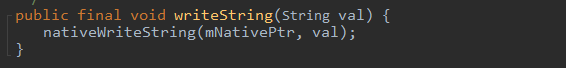 public final void writeString(String val) {
nativeWriteString(mNativePtr, val);
}